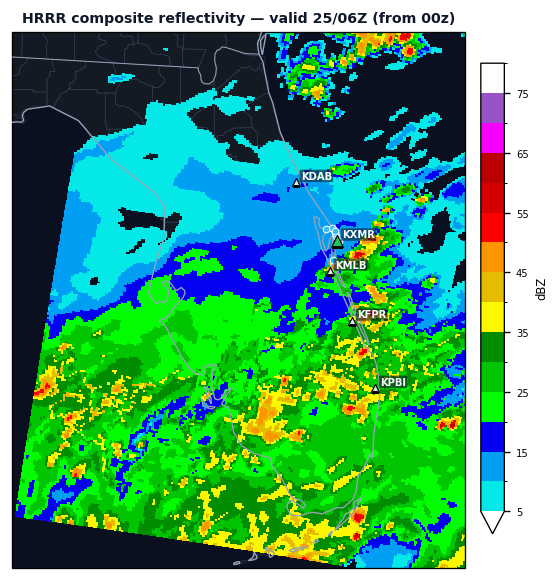 HRRR composite reflectivity — valid 25/06Z (from 00z)
KDAB
KXMR
KMLB
KFPR
KPBI
75
65
55
45
35
25
15
5
dBZ